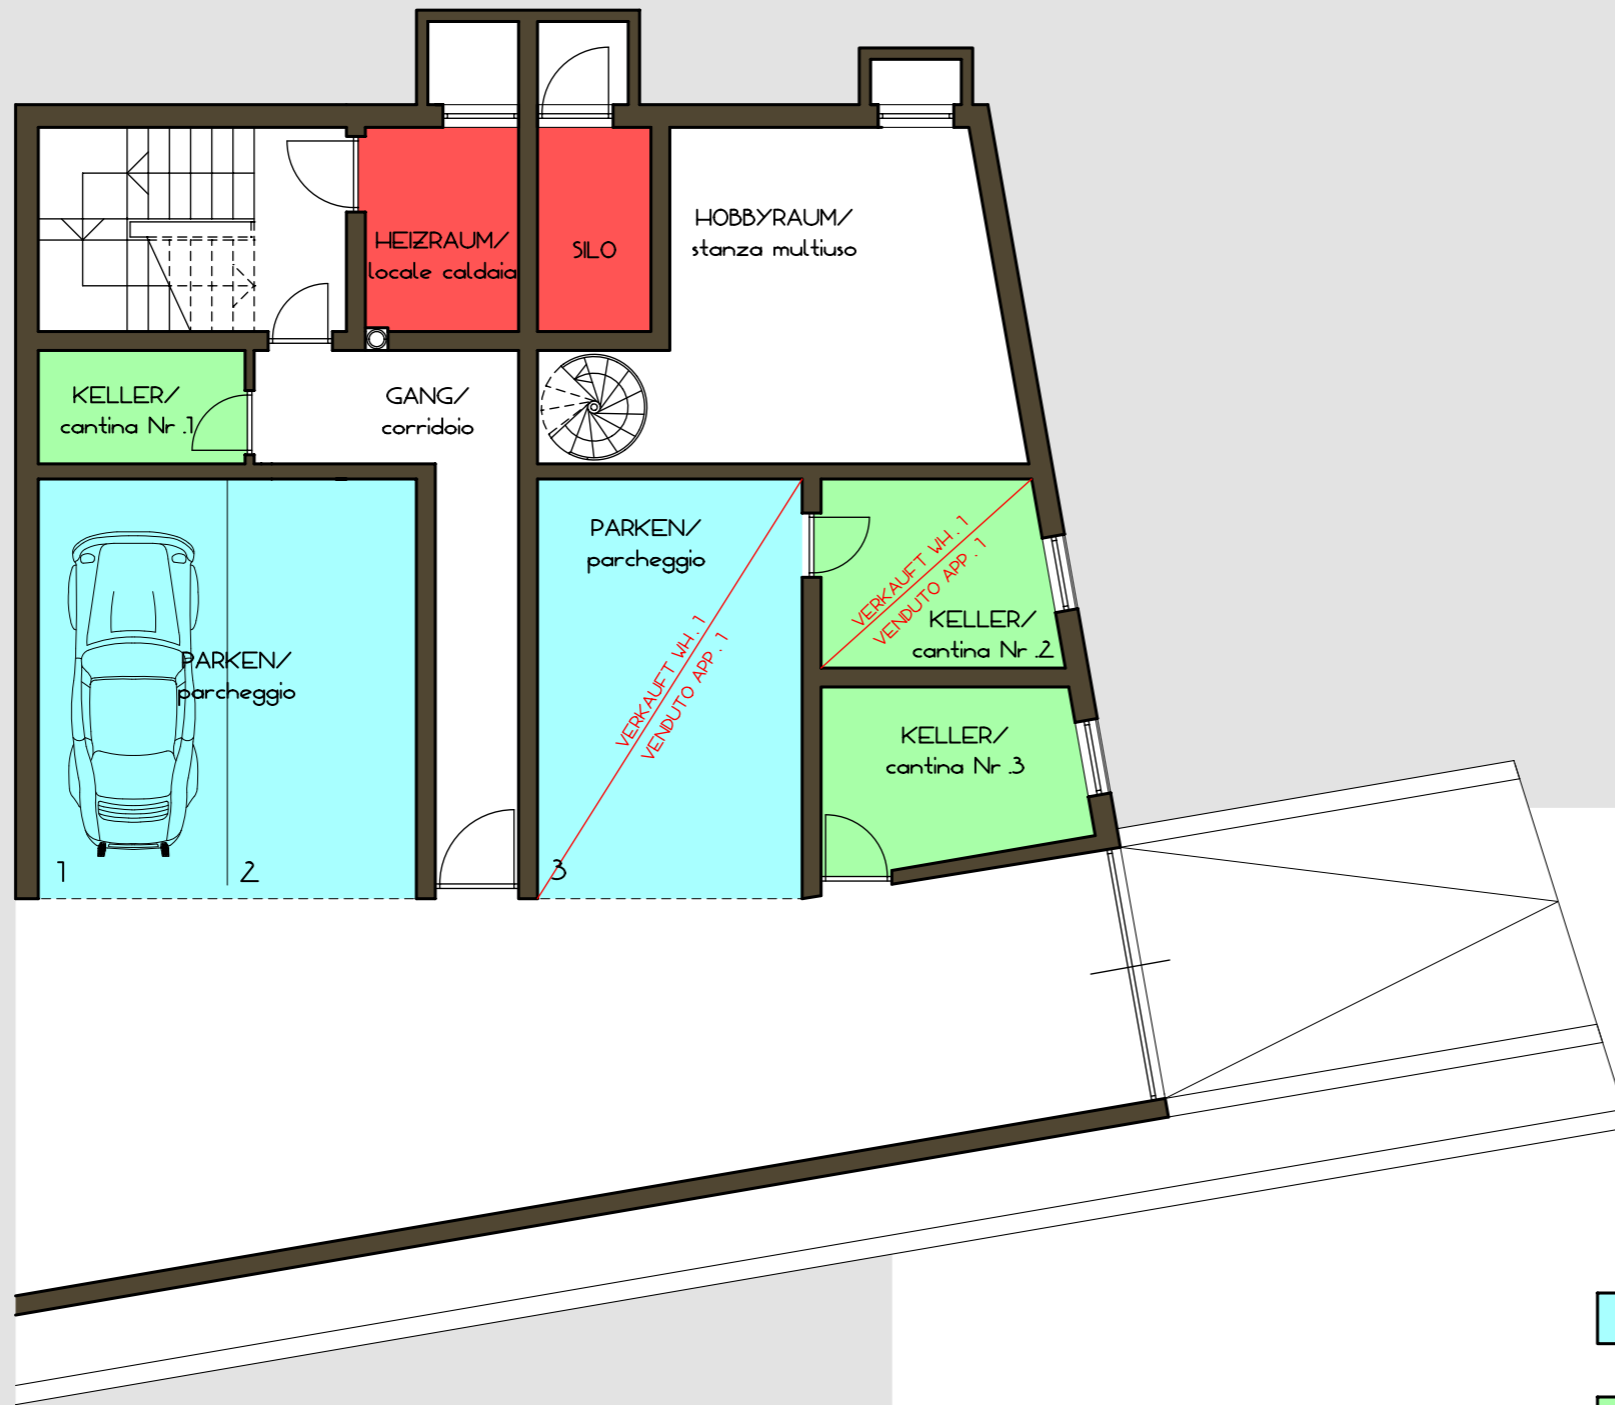 HOBBYRAUM/
stanza multiuso
HEIZRAUM/
locale caldaia
SILO
KELLER/
cantina Nr.1
GANG/
corridoio
PARKEN/
parcheggio
VERKAUFT WH.1
VENDUTO APP.1
KELLER/
cantina Nr.2
PARKEN/
parcheggio
VERKAUFT WH.1
VENDUTO APP.1
KELLER/
cantina Nr.3
1
2
3